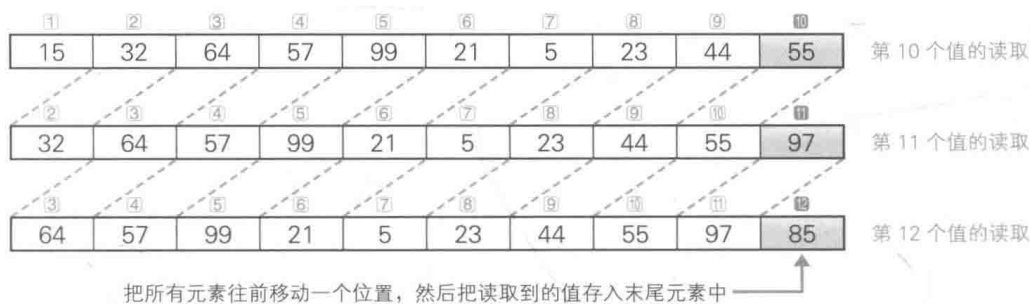 1 2 3 4 5 6 7 8 9 10
15 32 64 57 99 21 5 23 44 55 第 10 个值的读取
2 3 4 5 6 7 8 9 10 11
32 64 57 99 21 5 23 44 55 97 第 11 个值的读取
3 4 5 6 7 8 9 10 11 12
64 57 99 21 5 23 44 55 97 85 第 12 个值的读取
把所有元素往前移动一个位置，然后把读取到的值存入末尾元素中